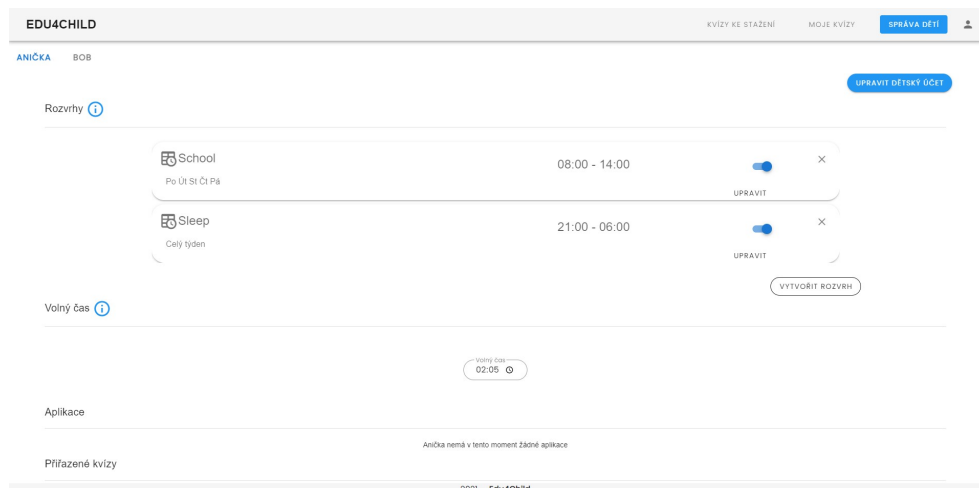 EDU4CHILD KVÍZY KE STAŽENÍ MOJE KVÍZY SPRÁVA DĚTÍ
ANIČKA BOB
UPRAVIT DĚTSKÝ ÚČET
Rozvrhy
School 08:00 - 14:00
Po Út St Čt Pá
UPRAVIT
Sleep 21:00 - 06:00
Celý týden
UPRAVIT
VYTVOŘIT ROZVRH
Volný čas
Volný čas
02:05
Aplikace
Anička nemá v tento moment žádné aplikace
Přiřazené kvízy
2021 — Edu4Child